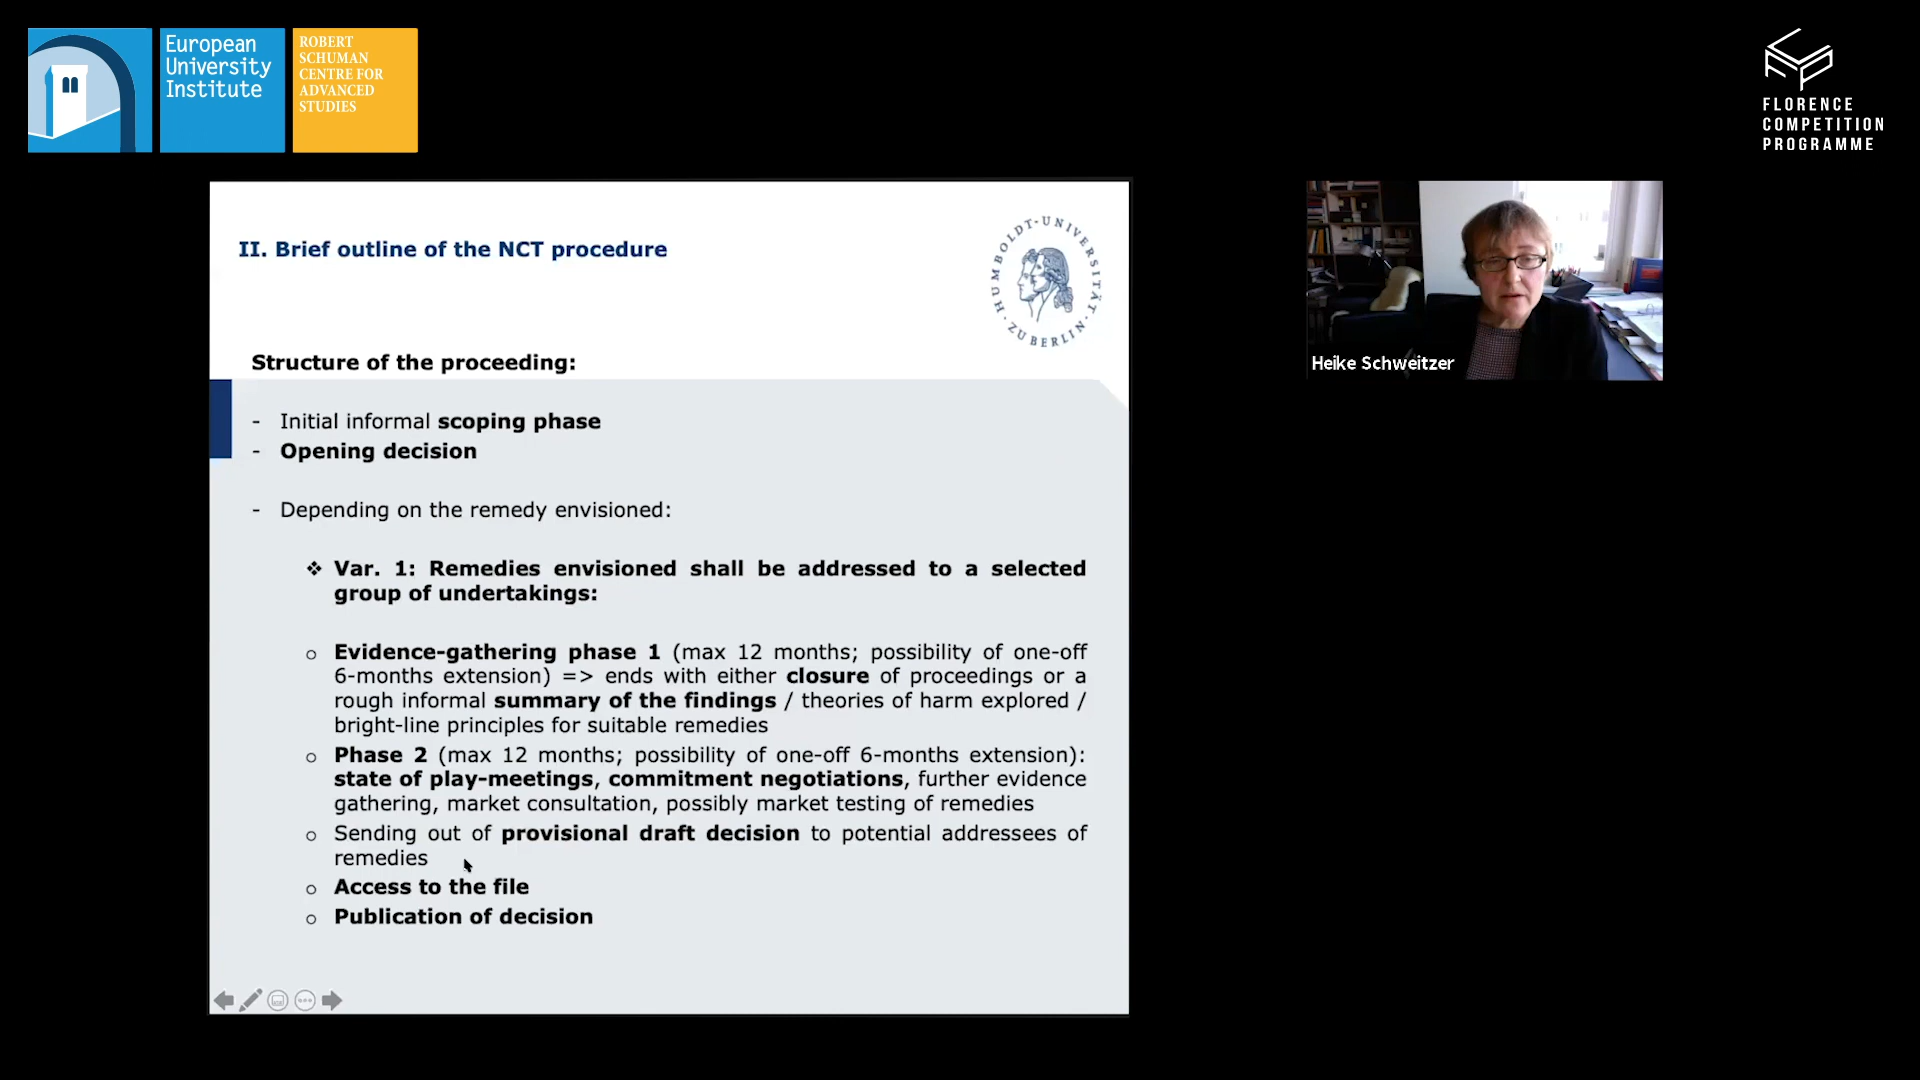 European
University
Institute
ROBERT
SCHUMAN
CENTRE FOR
ADVANCED
STUDIES
FLORENCE
COMPETITION
PROGRAMME
II. Brief outline of the NCT procedure
HUMBOLDT-UNIVERSITÄT
·ZU BERLIN·
Structure of the proceeding:
- Initial informal scoping phase
- Opening decision
- Depending on the remedy envisioned:
❖ Var. 1: Remedies envisioned shall be addressed to a selected
group of undertakings:
o Evidence-gathering phase 1 (max 12 months; possibility of one-off
6-months extension) => ends with either closure of proceedings or a
rough informal summary of the findings / theories of harm explored /
bright-line principles for suitable remedies
o Phase 2 (max 12 months; possibility of one-off 6-months extension):
state of play-meetings, commitment negotiations, further evidence
gathering, market consultation, possibly market testing of remedies
o Sending out of provisional draft decision to potential addressees of
remedies
o Access to the file
o Publication of decision
Heike Schweitzer